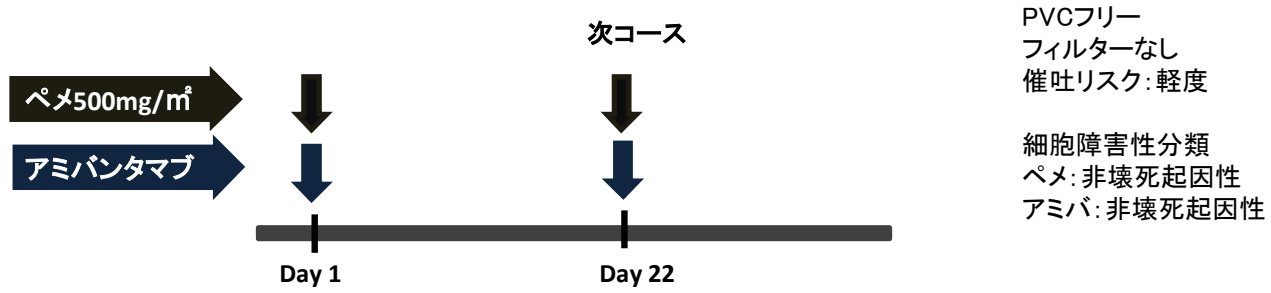 次コース
ペメ500mg/㎡
アミバンタマブ
Day 1
Day 22
PVCフリー
フィルターなし
催吐リスク：軽度
細胞障害性分類
ペメ：非壊死起因性
アミバ：非壊死起因性